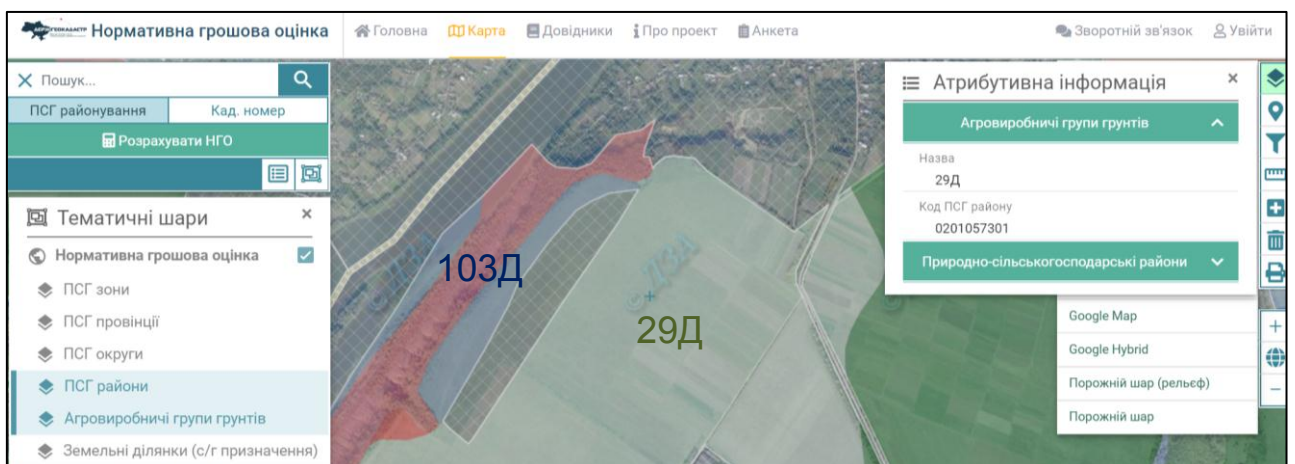 АГРОГЕОКАДАСТР Нормативна грошова оцінка
Головна Карта Довідники Про проект Анкета Зворотній зв'язок Увійти
Пошук...
ПСГ районування Кад. номер
Розрахувати НГО
Тематичні шари ×
Нормативна грошова оцінка
ПСГ зони
ПСГ провінції
ПСГ округи
ПСГ райони
Агровиробничі групи грунтів
Земельні ділянки (с/г призначення)
103Д
29Д
© ДЗА
Атрибутивна інформація ×
Агровиробничі групи грунтів
Назва
29Д
Код ПСГ району
0201057301
Природно-сільськогосподарські райони
Google Map
Google Hybrid
Порожній шар (рельєф)
Порожній шар
+
−